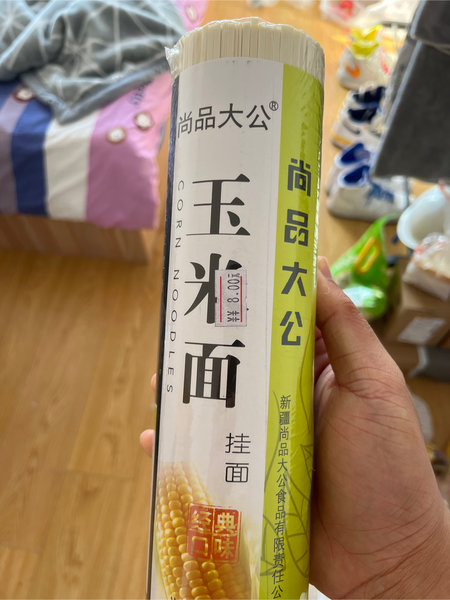 尚品大公®
玉米面
CORN NOODLES
挂面
经典
门味
尚品大公
新疆尚品大公食品有限责任公